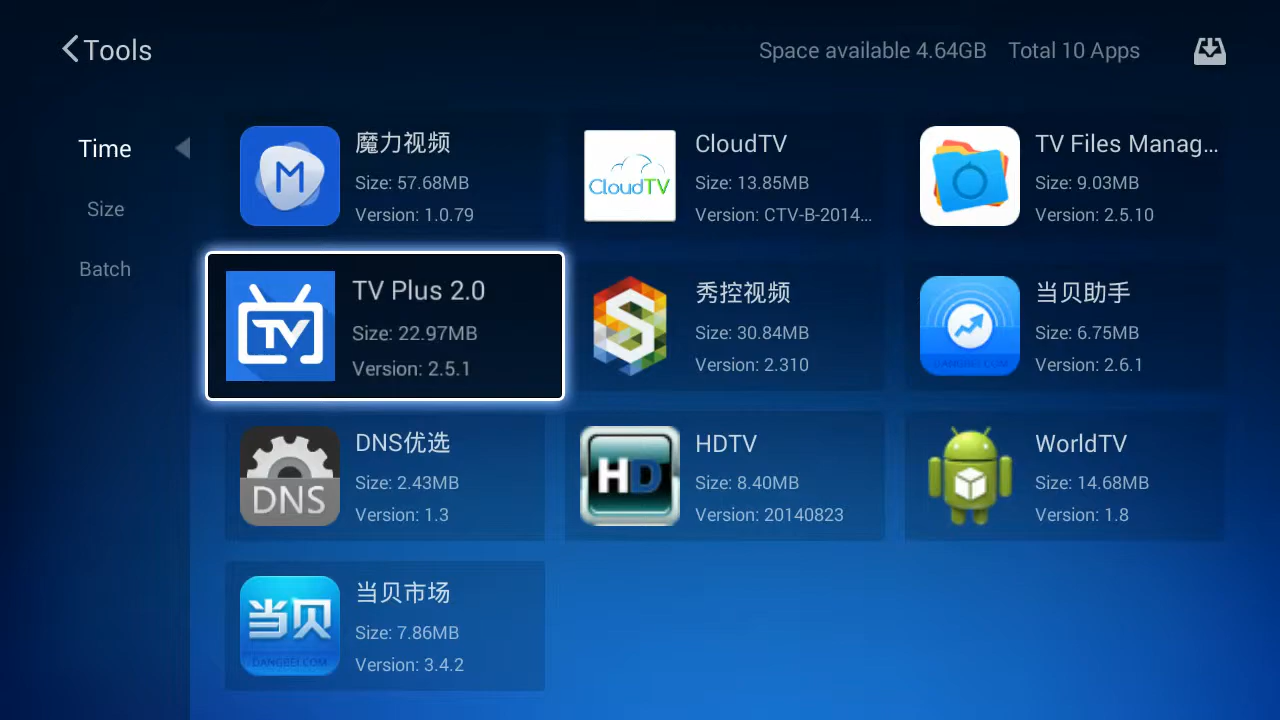 Tools
Space available 4.64GB Total 10 Apps
Time
Size
Batch
M
魔力视频
Size: 57.68MB
Version: 1.0.79
CloudTV
CloudTV
Size: 13.85MB
Version: CTV-B-2014...
TV Files Manag...
Size: 9.03MB
Version: 2.5.10
TV
TV Plus 2.0
Size: 22.97MB
Version: 2.5.1
S
秀控视频
Size: 30.84MB
Version: 2.310
DANGBEI.COM
当贝助手
Size: 6.75MB
Version: 2.6.1
DNS
DNS优选
Size: 2.43MB
Version: 1.3
HD
HDTV
Size: 8.40MB
Version: 20140823
WorldTV
Size: 14.68MB
Version: 1.8
当贝
DANGBEI.COM
当贝市场
Size: 7.86MB
Version: 3.4.2